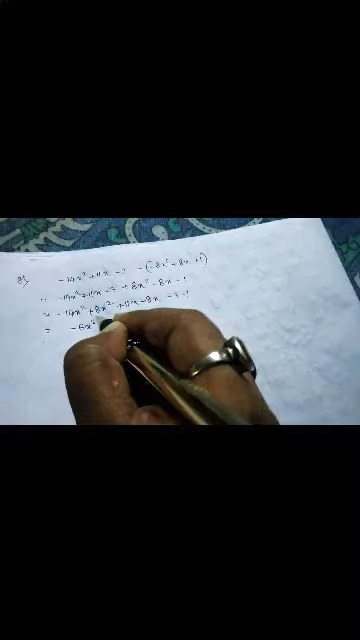 8) -14x² + 11x - 3 - (-8x² + 8x + 1)
= -14x² + 11x - 3 + 8x² - 8x - 1
= -14x² + 8x² + 11x - 8x - 3 - 1
= -6x²